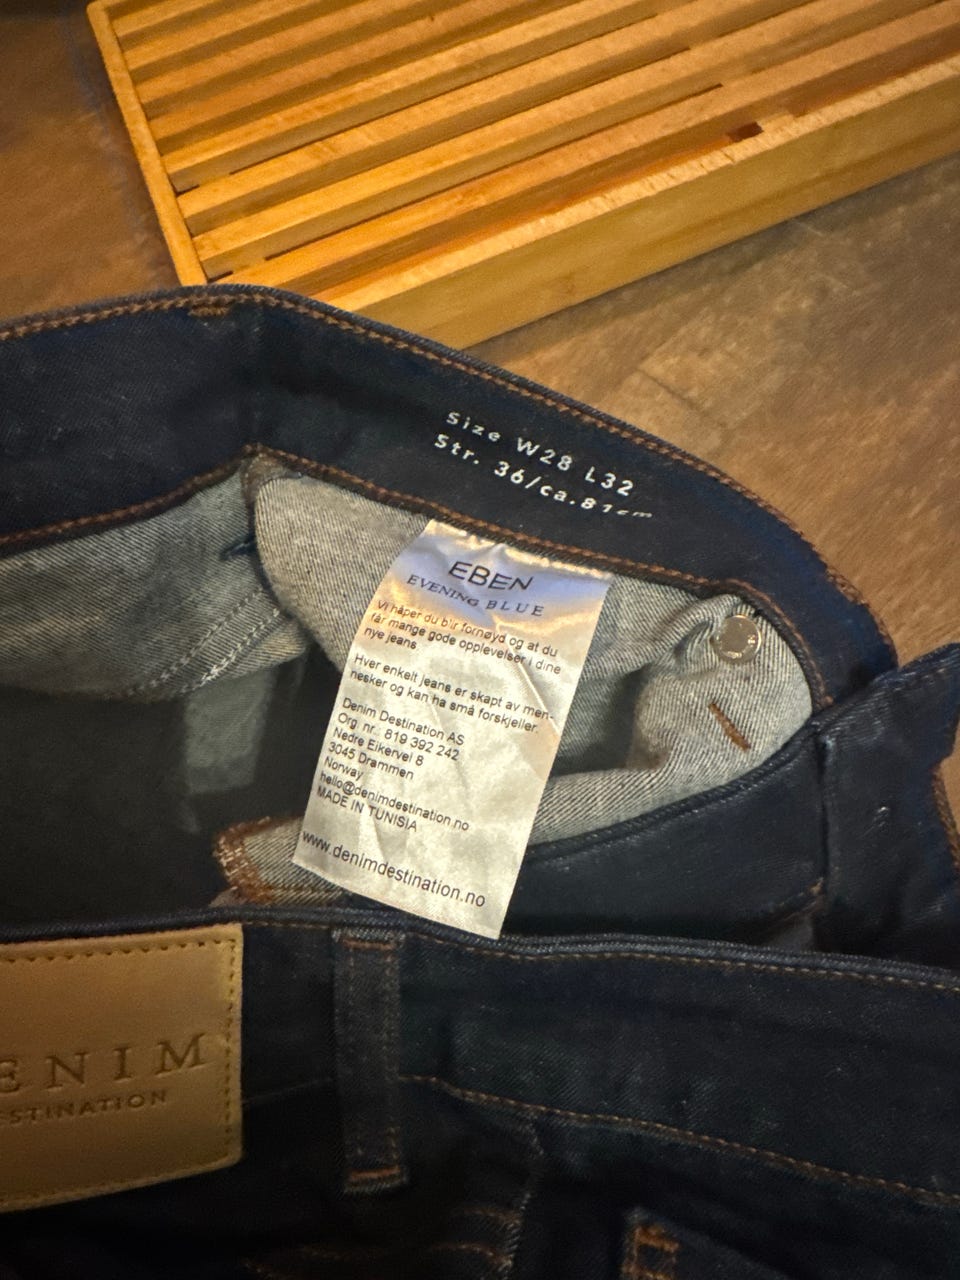 Size W28 L32
Str. 36/ca.81cm
EBEN
EVENING BLUE
Vi håper du blir fornøyd og at du
får mange gode opplevelser i dine
nye jeans
Hver enkelt jeans er skapt av men-
nesker og kan ha små forskjeller.
Denim Destination AS
Org. nr.: 819 392 242
Nedre Eikervei 8
3045 Drammen
Norway
hello@denimdestination.no
MADE IN TUNISIA
www.denimdestination.no
ENIM
ESTINATION